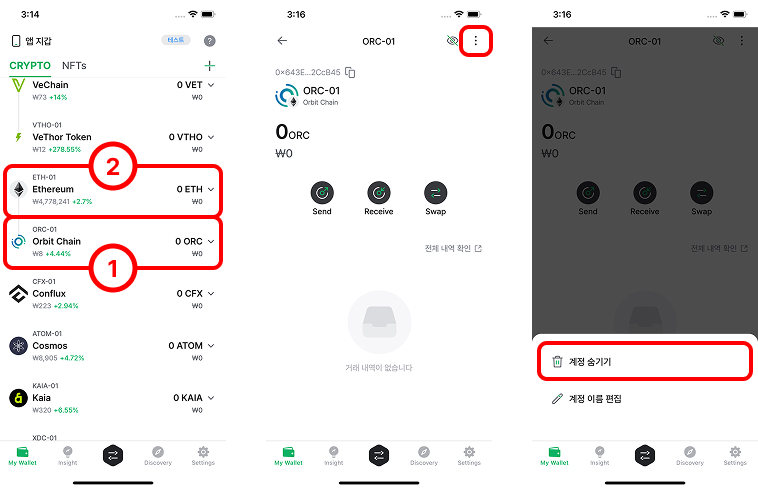 3:14
앱 지갑
테스트
?
CRYPTO NFTs
VeChain 0 VET
₩73 +14% ₩0
VTHO-01
VeThor Token 0 VTHO
₩12 +278.55% ₩0
2
ETH-01
Ethereum 0 ETH
₩4,778,241 +2.7% ₩0
ORC-01
Orbit Chain 0 ORC
₩8 +4.44% ₩0
1
CFX-01
Conflux 0 CFX
₩223 +2.94% ₩0
ATOM-01
Cosmos 0 ATOM
₩8,905 +4.72% ₩0
KAIA-01
Kaia 0 KAIA
₩320 +6.55% ₩0
XDC-01
My Wallet Insight Discovery Settings
3:16
ORC-01
0x643E...2CcB45
ORC-01
Orbit Chain
0 ORC
₩0
Send Receive Swap
전체 내역 확인
거래 내역이 없습니다
My Wallet Insight Discovery Settings
3:16
ORC-01
0x643E...2CcB45
ORC-01
Orbit Chain
0 ORC
₩0
Send Receive Swap
전체 내역 확인
계정 숨기기
계정 이름 편집
My Wallet Insight Discovery Settings